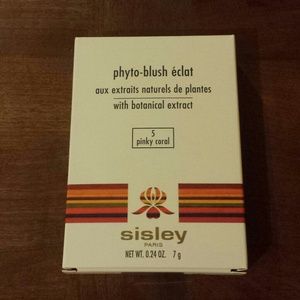 phyto-blush éclat
aux extraits naturels de plantes
with botanical extract
5
pinky coral
sisley
PARIS
NET WT. 0.24 OZ. 7 g